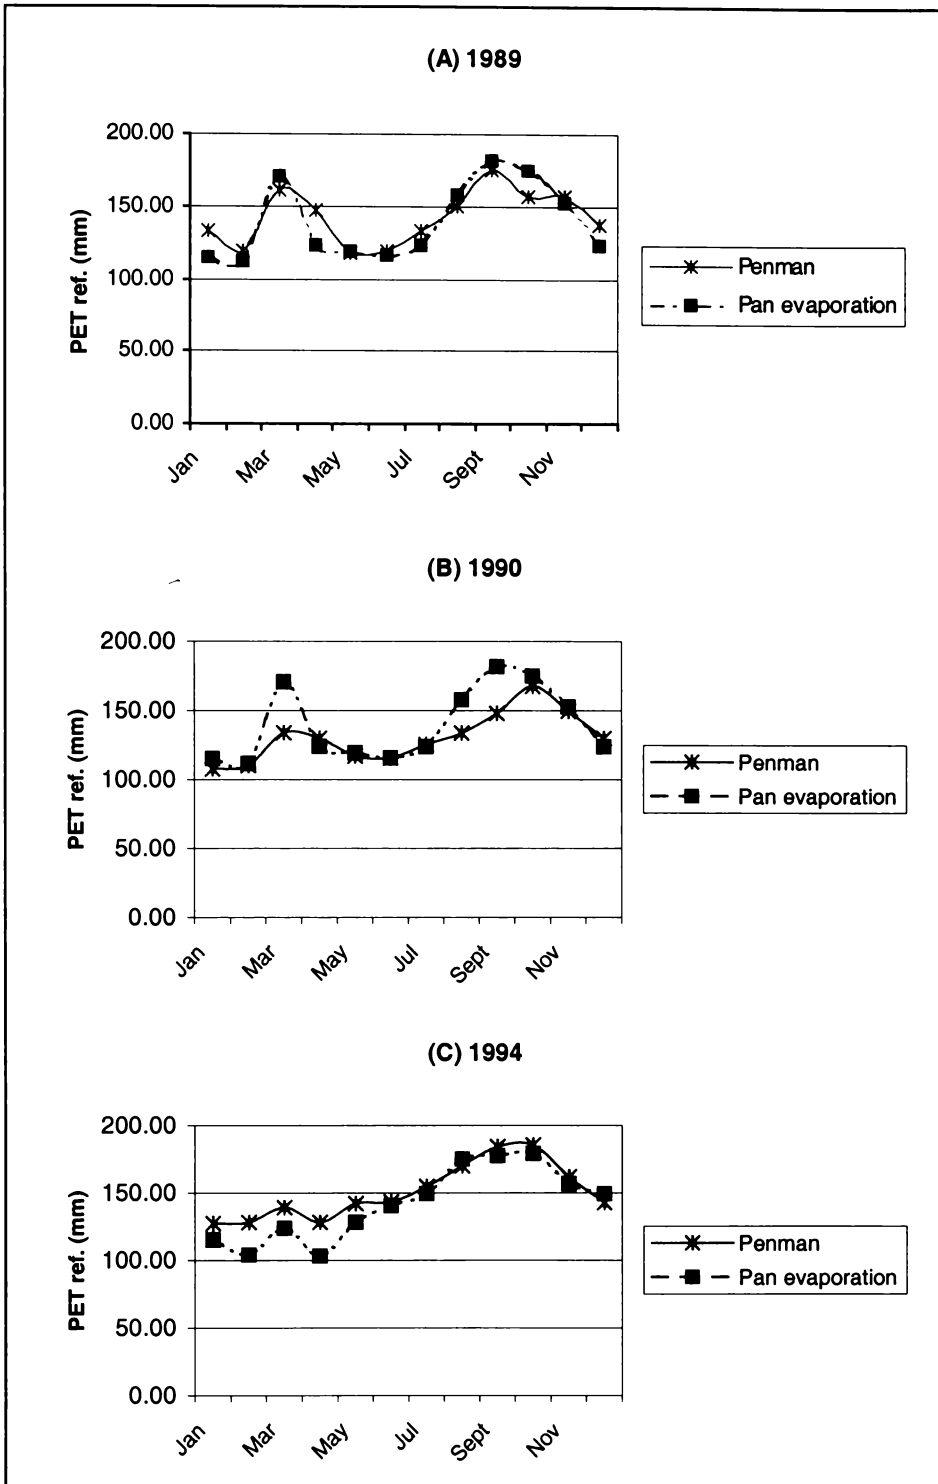 (A) 1989
200.00
150.00
100.00
50.00
0.00
PET ref. (mm)
Jan Mar May Jul Sept Nov
Penman
Pan evaporation
(B) 1990
200.00
150.00
100.00
50.00
0.00
PET ref. (mm)
Jan Mar May Jul Sept Nov
Penman
Pan evaporation
(C) 1994
200.00
150.00
100.00
50.00
0.00
PET ref. (mm)
Jan Mar May Jul Sept Nov
Penman
Pan evaporation